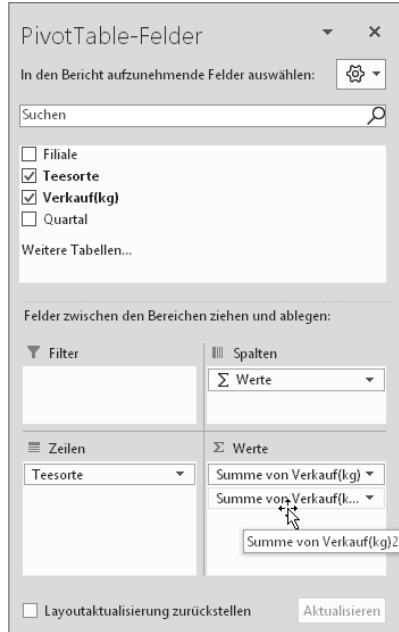 PivotTable-Felder
In den Bericht aufzunehmende Felder auswählen:
Suchen
Filiale
Teesorte
Verkauf(kg)
Quartal
Weitere Tabellen...
Felder zwischen den Bereichen ziehen und ablegen:
Filter
Spalten
Σ Werte
Zeilen
Σ Werte
Teesorte
Summe von Verkauf(kg)
Summe von Verkauf(k...
Summe von Verkauf(kg)2
Layoutaktualisierung zurückstellen
Aktualisieren